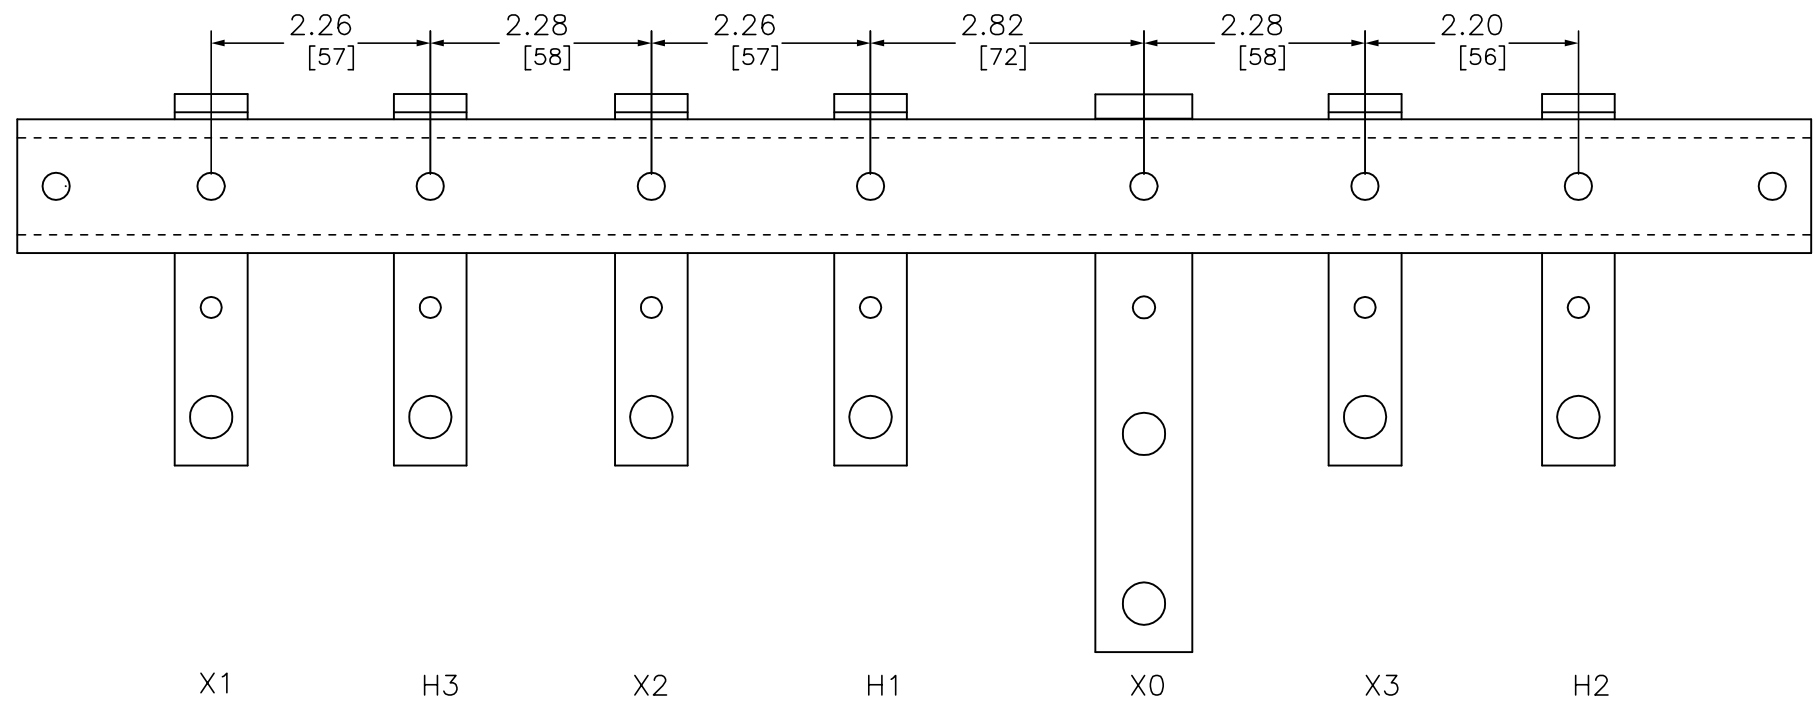 2.26 2.28 2.26 2.82 2.28 2.20
[57] [58] [57] [72] [58] [56]
X1 H3 X2 H1 X0 X3 H2